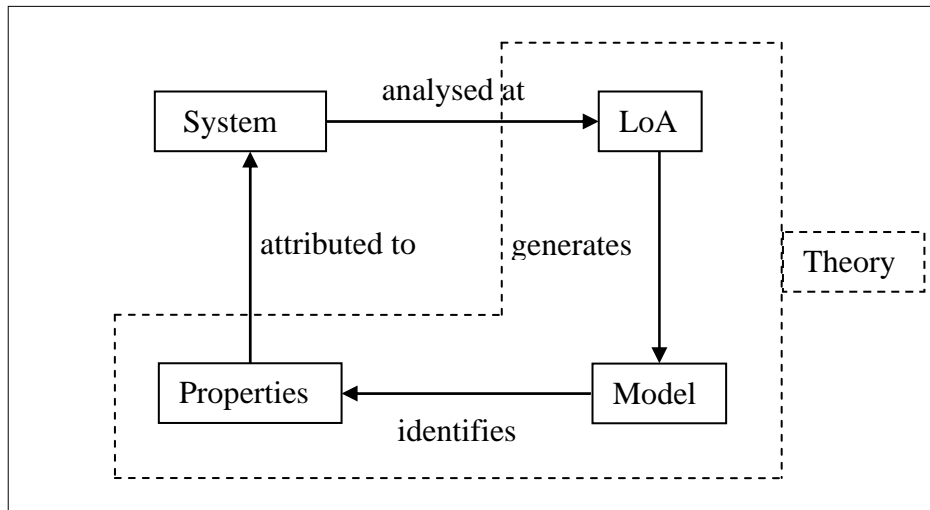 analysed at
System
LoA
attributed to
generates
Theory
Properties
Model
identifies